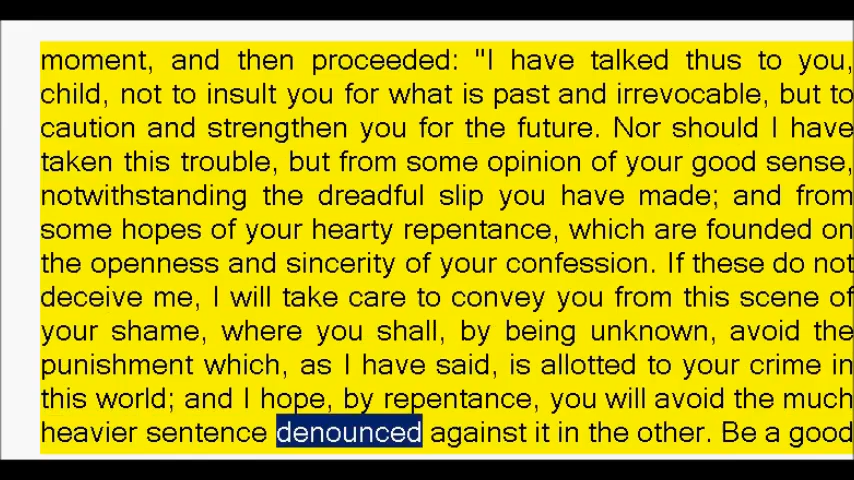 moment, and then proceeded: "I have talked thus to you,
child, not to insult you for what is past and irrevocable, but to
caution and strengthen you for the future. Nor should I have
taken this trouble, but from some opinion of your good sense,
notwithstanding the dreadful slip you have made; and from
some hopes of your hearty repentance, which are founded on
the openness and sincerity of your confession. If these do not
deceive me, I will take care to convey you from this scene of
your shame, where you shall, by being unknown, avoid the
punishment which, as I have said, is allotted to your crime in
this world; and I hope, by repentance, you will avoid the much
heavier sentence denounced against it in the other. Be a good